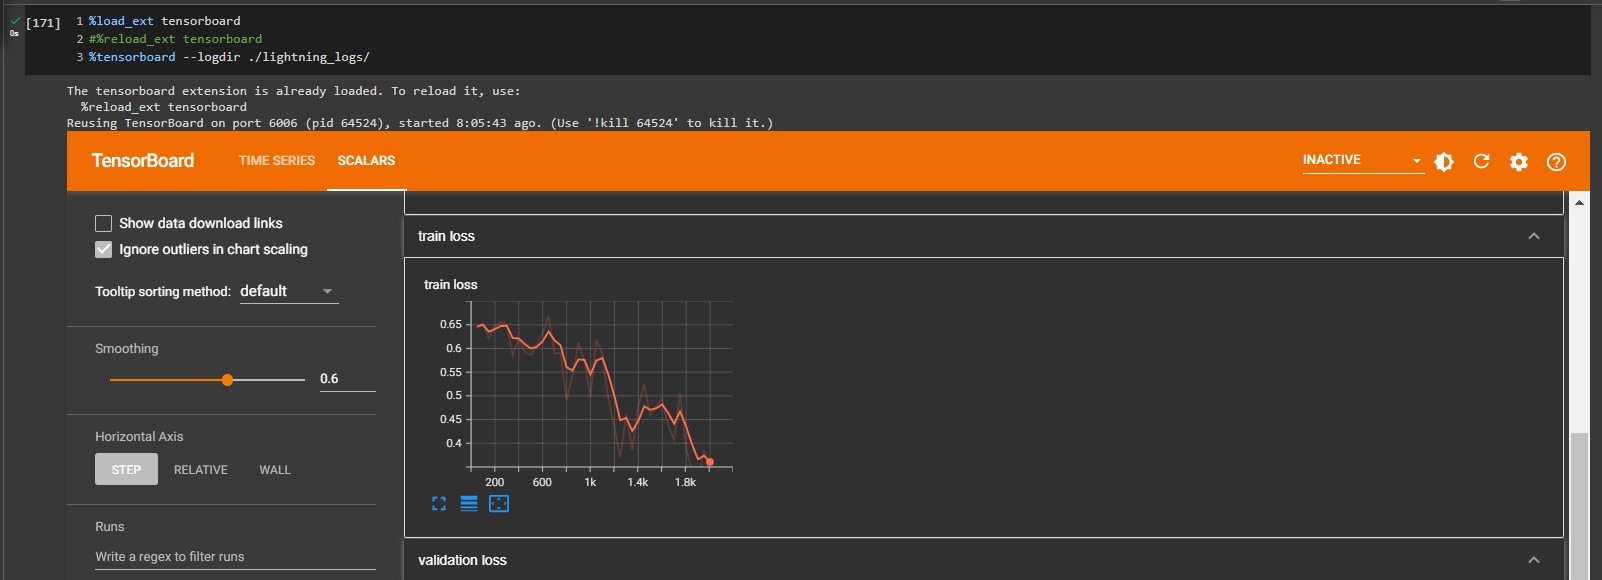 [171]
0s
1 %load_ext tensorboard
2 #%reload_ext tensorboard
3 %tensorboard --logdir ./lightning_logs/
The tensorboard extension is already loaded. To reload it, use:
%reload_ext tensorboard
Reusing TensorBoard on port 6006 (pid 64524), started 8:05:43 ago. (Use '!kill 64524' to kill it.)
TensorBoard TIME SERIES SCALARS INACTIVE
Show data download links
Ignore outliers in chart scaling
Tooltip sorting method: default
Smoothing
0.6
Horizontal Axis
STEP RELATIVE WALL
Runs
Write a regex to filter runs
train loss
train loss
0.65
0.6
0.55
0.5
0.45
0.4
200 600 1k 1.4k 1.8k
validation loss